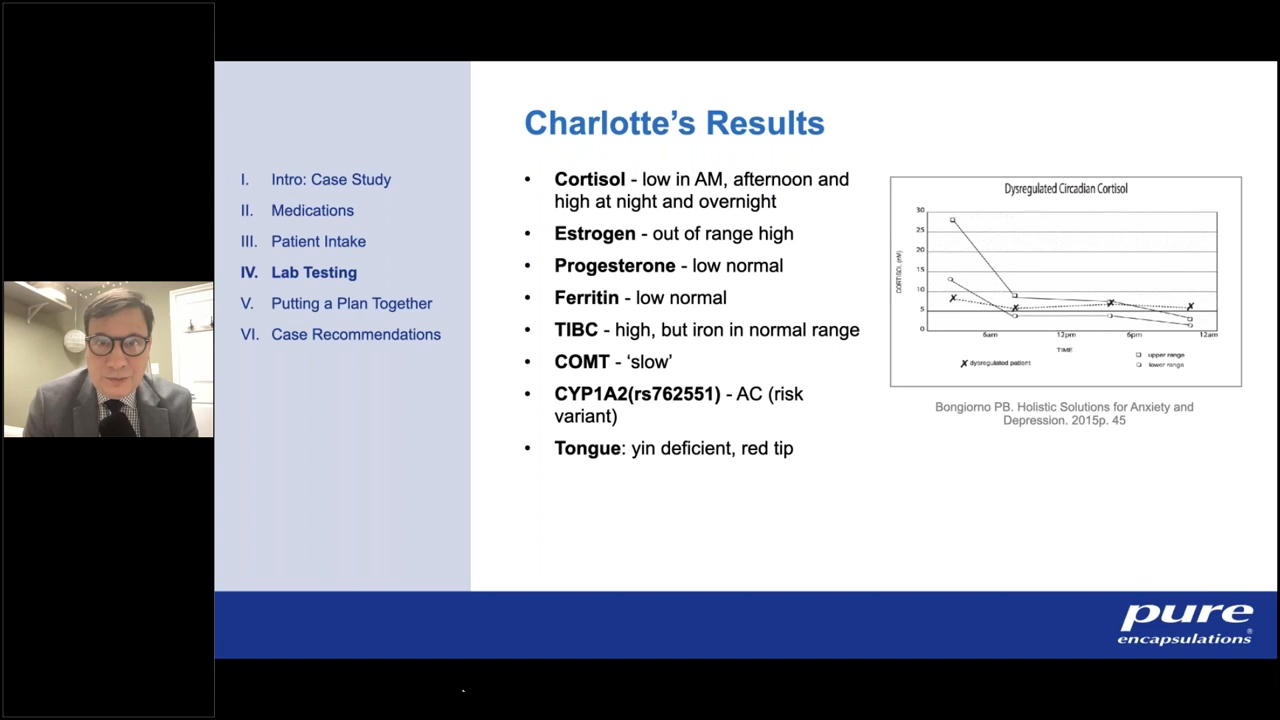 Charlotte's Results
I. Intro: Case Study
II. Medications
III. Patient Intake
IV. Lab Testing
V. Putting a Plan Together
VI. Case Recommendations
• Cortisol - low in AM, afternoon and
high at night and overnight
• Estrogen - out of range high
• Progesterone - low normal
• Ferritin - low normal
• TIBC - high, but iron in normal range
• COMT - ‘slow’
• CYP1A2(rs762551) - AC (risk
variant)
• Tongue: yin deficient, red tip
Dysregulated Circadian Cortisol
30
25
20
15
10
5
0
CORTISOL (nM)
6am 12pm 6pm 12am
TIME
✗ dysregulated patient
upper range
lower range
Bongiorno PB. Holistic Solutions for Anxiety and
Depression. 2015p. 45
pure
encapsulations®